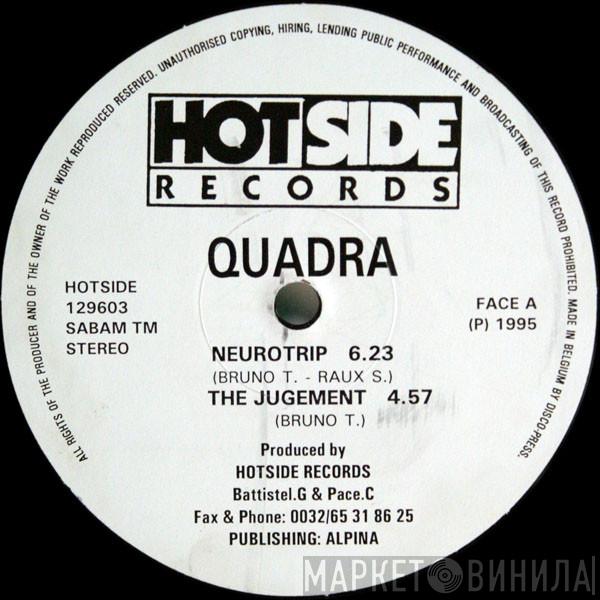 ALL RIGHTS OF THE PRODUCER AND OF THE OWNER OF THE WORK REPRODUCED RESERVED. UNAUTHORISED COPYING, HIRING, LENDING PUBLIC PERFORMANCE AND BROADCASTING OF THIS RECORD PROHIBITED. MADE IN BELGIUM BY DISCO-PRESS.
HOTSIDE
RECORDS
QUADRA
HOTSIDE
129603
SABAM TM
STEREO
FACE A
(P) 1995
NEUROTRIP 6.23
(BRUNO T. - RAUX S.)
THE JUGEMENT 4.57
(BRUNO T.)
Produced by
HOTSIDE RECORDS
Battistel.G & Pace.C
Fax & Phone: 0032/65 31 86 25
PUBLISHING: ALPINA
МАРКЕТ ВИНИЛА